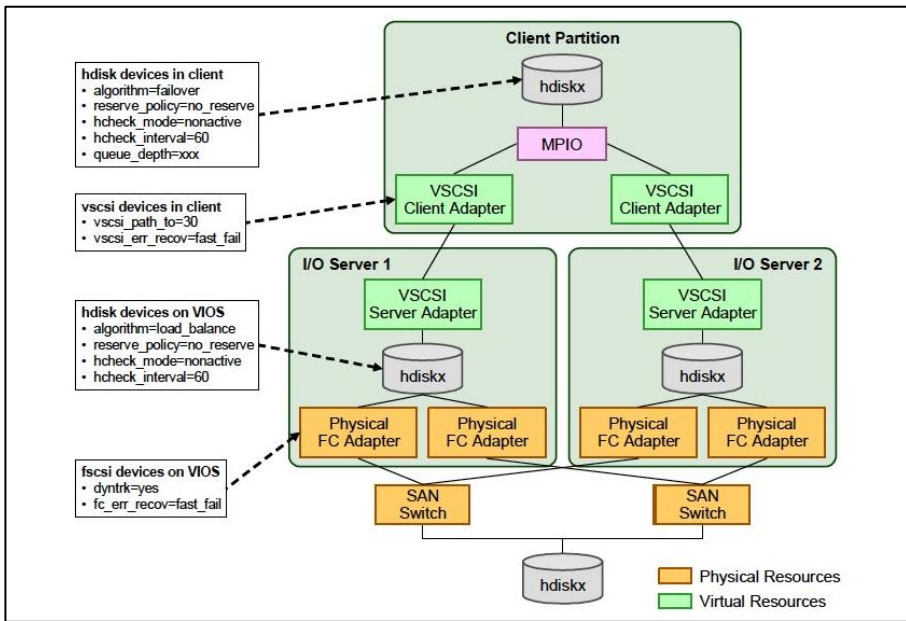 Client Partition
hdisk devices in client
• algorithm=failover
• reserve_policy=no_reserve
• hcheck_mode=nonactive
• hcheck_interval=60
• queue_depth=xxx
hdiskx
MPIO
VSCSI
Client Adapter
VSCSI
Client Adapter
vscsi devices in client
• vscsi_path_to=30
• vscsi_err_recov=fast_fail
I/O Server 1
I/O Server 2
VSCSI
Server Adapter
VSCSI
Server Adapter
hdisk devices on VIOS
• algorithm=load_balance
• reserve_policy=no_reserve
• hcheck_mode=nonactive
• hcheck_interval=60
hdiskx
hdiskx
Physical
FC Adapter
Physical
FC Adapter
Physical
FC Adapter
Physical
FC Adapter
fscsi devices on VIOS
• dyntrk=yes
• fc_err_recov=fast_fail
SAN
Switch
SAN
Switch
hdiskx
Physical Resources
Virtual Resources